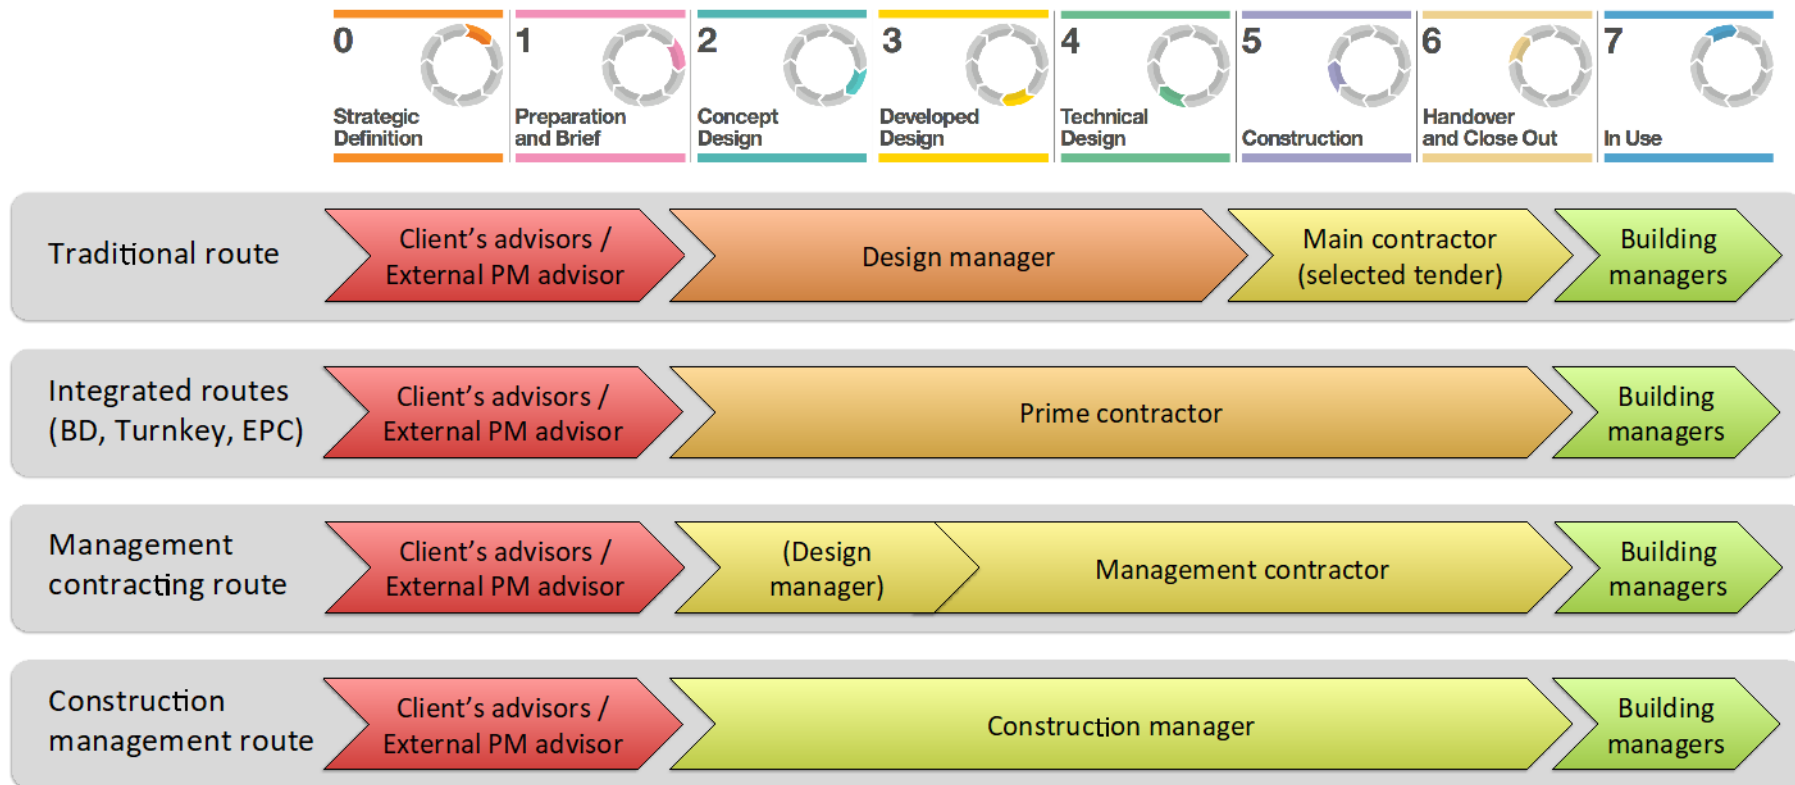 0
Strategic
Definition
1
Preparation
and Brief
2
Concept
Design
3
Developed
Design
4
Technical
Design
5
Construction
6
Handover
and Close Out
7
In Use
Traditional route
Client's advisors /
External PM advisor
Design manager
Main contractor
(selected tender)
Building
managers
Integrated routes
(BD, Turnkey, EPC)
Client's advisors /
External PM advisor
Prime contractor
Building
managers
Management
contracting route
Client's advisors /
External PM advisor
(Design
manager)
Management contractor
Building
managers
Construction
management route
Client's advisors /
External PM advisor
Construction manager
Building
managers